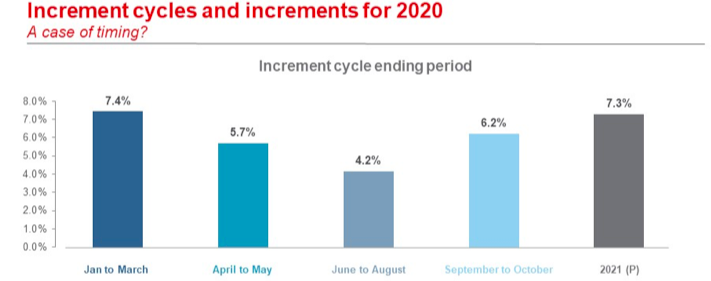 Increment cycles and increments for 2020
A case of timing?
Increment cycle ending period
8.0%
7.0%
6.0%
5.0%
4.0%
3.0%
2.0%
1.0%
0.0%
7.4%
5.7%
4.2%
6.2%
7.3%
Jan to March
April to May
June to August
September to October
2021 (P)